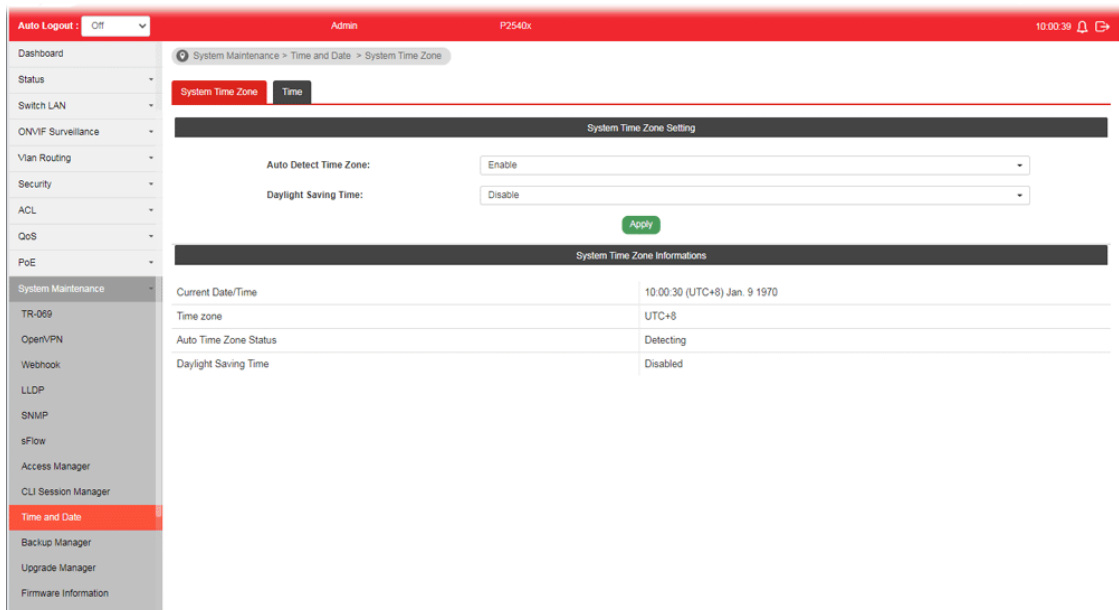 Auto Logout : Off Admin P2540x 10:00:39
Dashboard
Status
Switch LAN
ONVIF Surveillance
Vlan Routing
Security
ACL
QoS
PoE
System Maintenance
TR-069
OpenVPN
Webhook
LLDP
SNMP
sFlow
Access Manager
CLI Session Manager
Time and Date
Backup Manager
Upgrade Manager
Firmware Information
System Maintenance > Time and Date > System Time Zone
System Time Zone Time
System Time Zone Setting
Auto Detect Time Zone: Enable
Daylight Saving Time: Disable
Apply
System Time Zone Informations
Current Date/Time 10:00:30 (UTC+8) Jan. 9 1970
Time zone UTC+8
Auto Time Zone Status Detecting
Daylight Saving Time Disabled